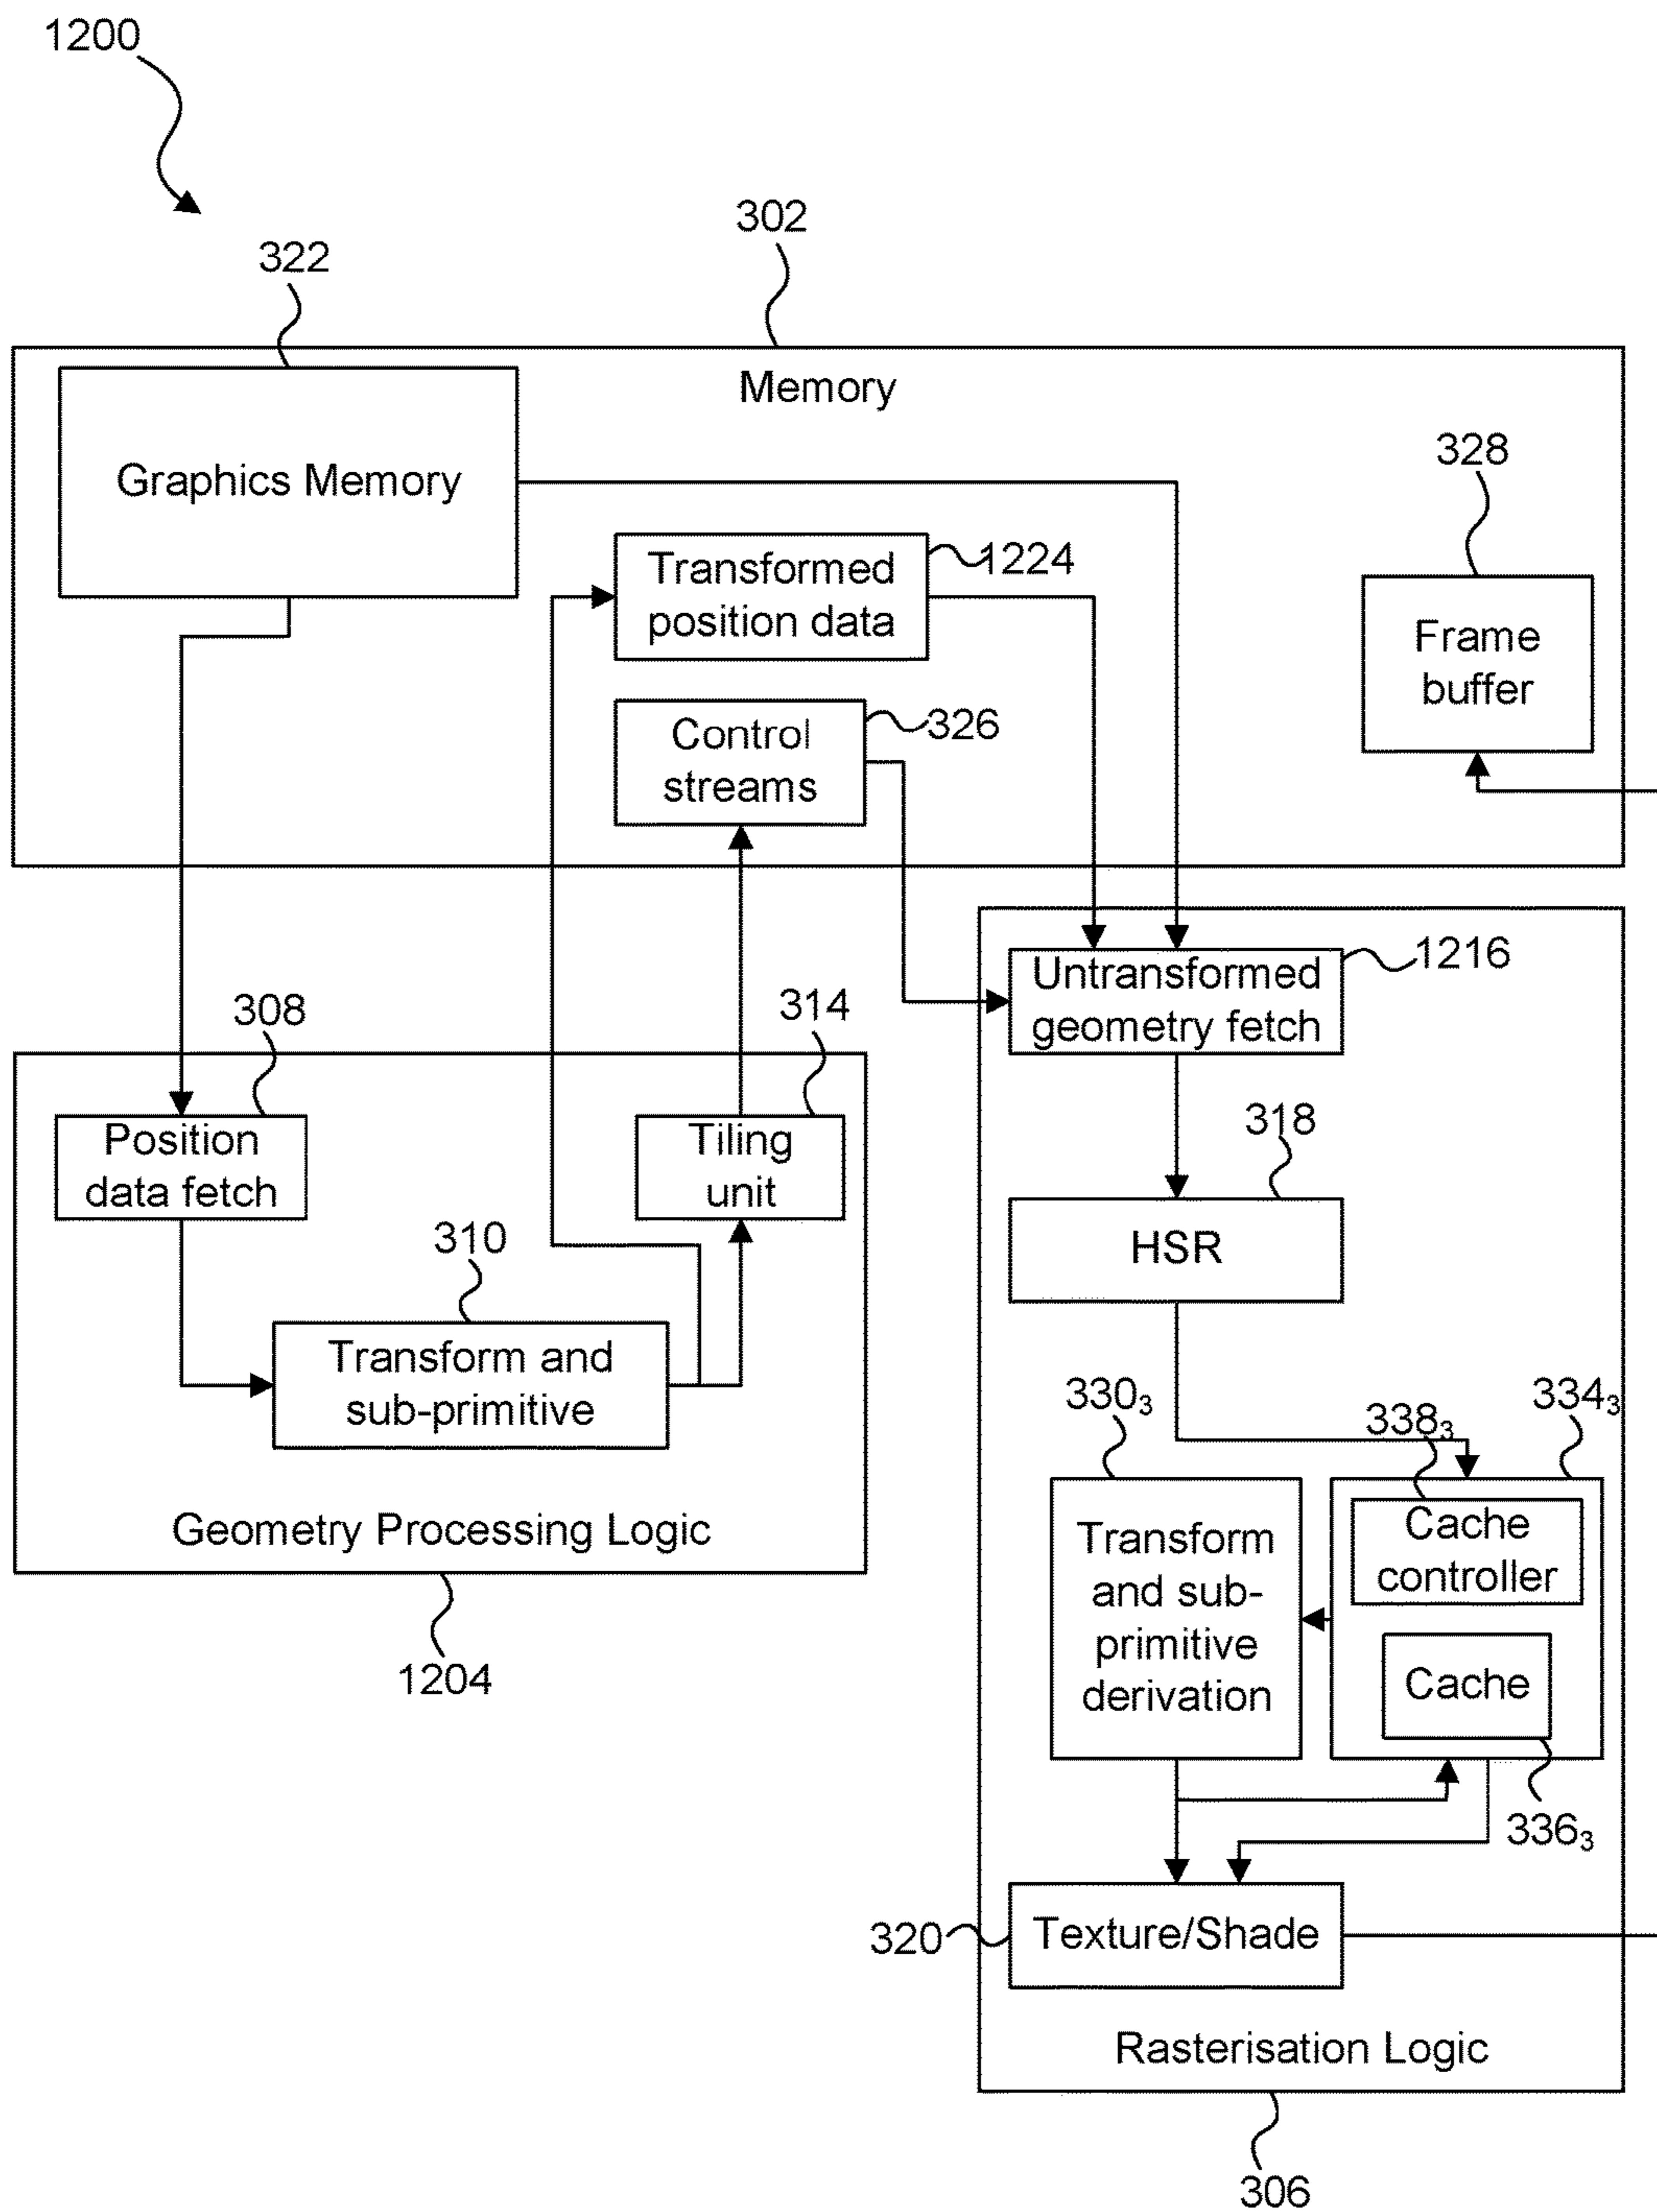 1200
302
322
Memory
328
Graphics Memory
1224
Transformed
position data
Frame
buffer
326
Control
streams
1216
Untransformed
geometry fetch
308
314
Position
data fetch
Tiling
unit
318
HSR
310
Transform and
sub-primitive
330₃
338₃
334₃
Cache
controller
Transform
and sub-
primitive
derivation
Geometry Processing Logic
Cache
1204
336₃
320
Texture/Shade
Rasterisation Logic
306